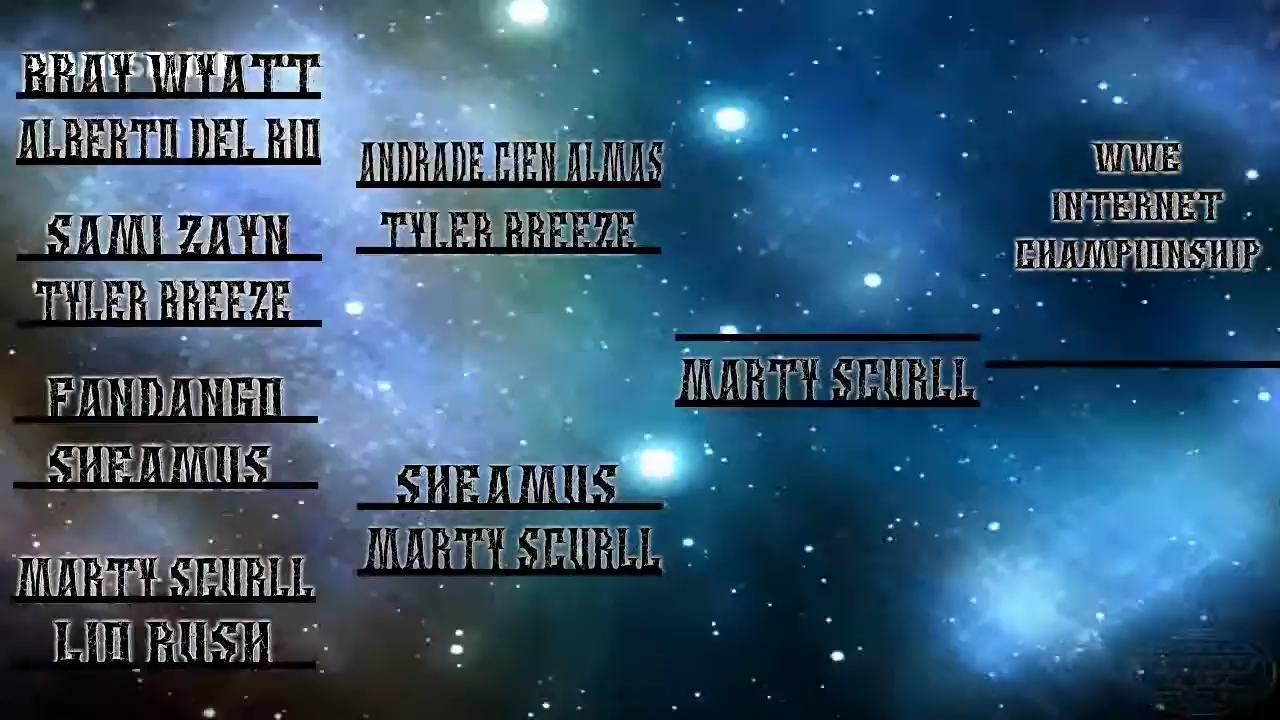 BRAY WYATT
ALBERTO DEL RIO
SAMI ZAYN
TYLER BREEZE
FANDANGO
SHEAMUS
MARTY SCURLL
LIO RUSH
ANDRADE CIEN ALMAS
TYLER BREEZE
SHEAMUS
MARTY SCURLL
MARTY SCURLL
WWE
INTERNET
CHAMPIONSHIP